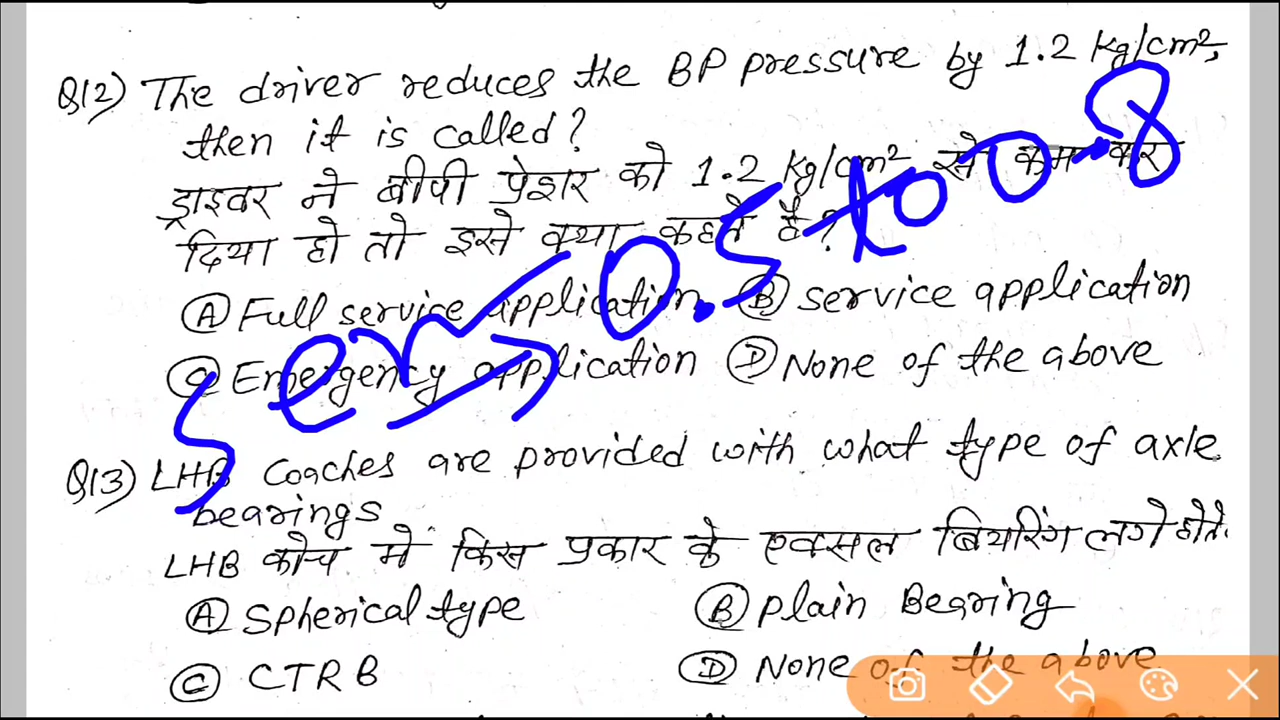 Q12) The driver reduces the BP pressure by 1.2 Kg/cm²,
then it is called?
ड्राइवर ने बीपी प्रेशर को 1.2 Kg/cm² से कम कर
दिया हो तो इसे क्या कहते है?
Ⓐ Full service application Ⓑ service application
Ⓒ Emergency application Ⓓ None of the above
Ser → 0.5 to 0.8
Q13) LHB Coaches are provided with what type of axle
bearings
LHB कोच मे किस प्रकार के एक्सल बियरिंग लगे होते
Ⓐ Spherical type Ⓑ Plain Bearing
Ⓒ CTRB Ⓓ None of the above